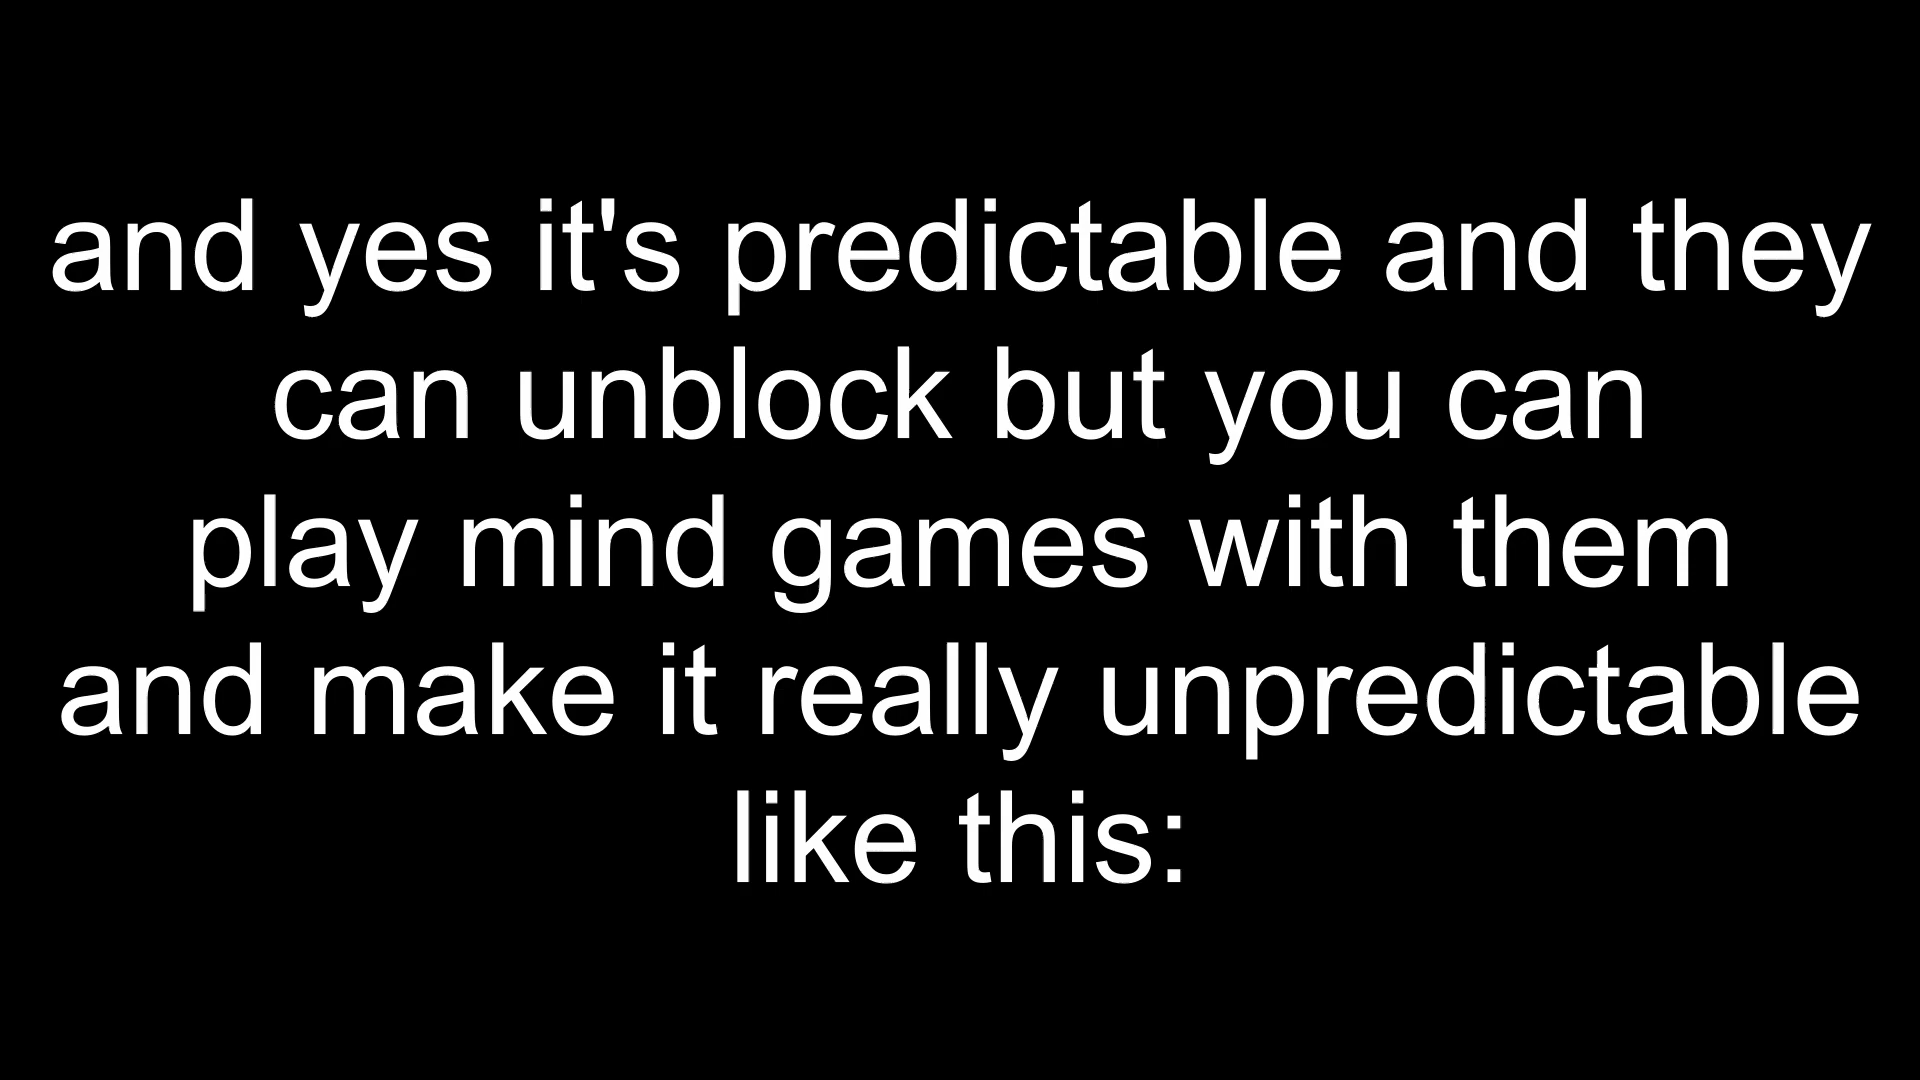 and yes it's predictable and they
can unblock but you can
play mind games with them
and make it really unpredictable
like this: